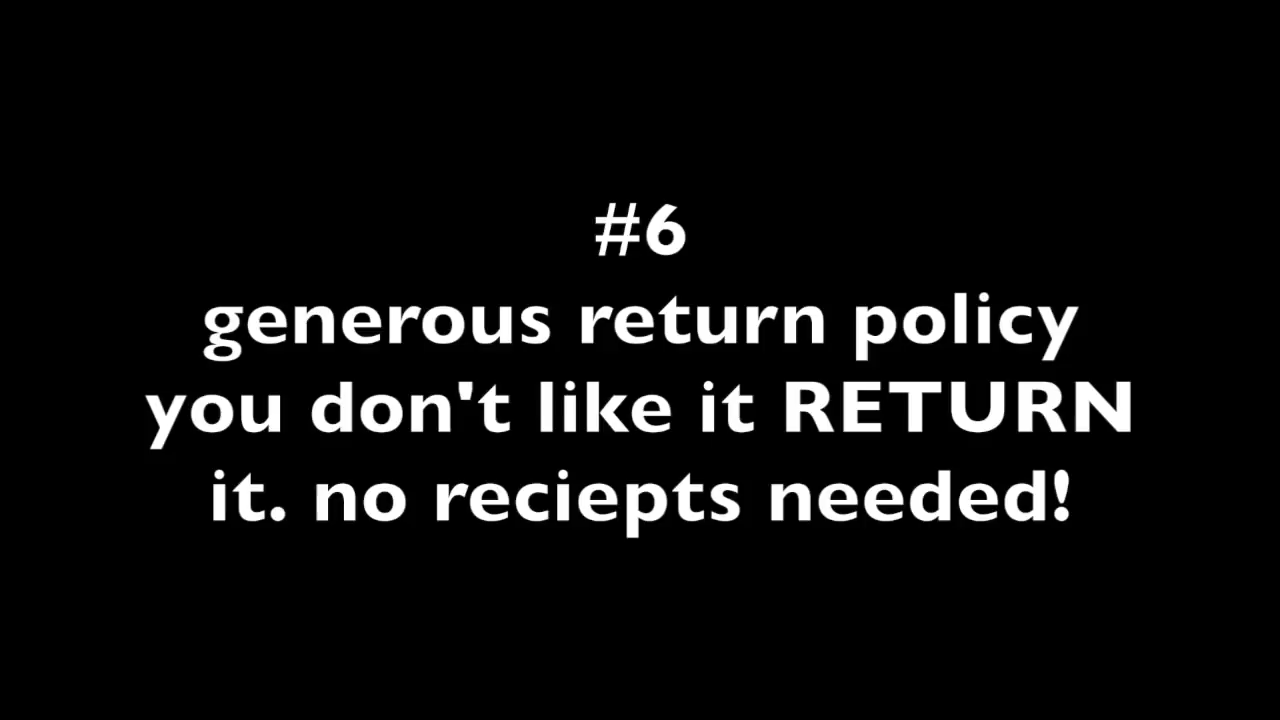 #6
generous return policy
you don't like it RETURN
it. no reciepts needed!